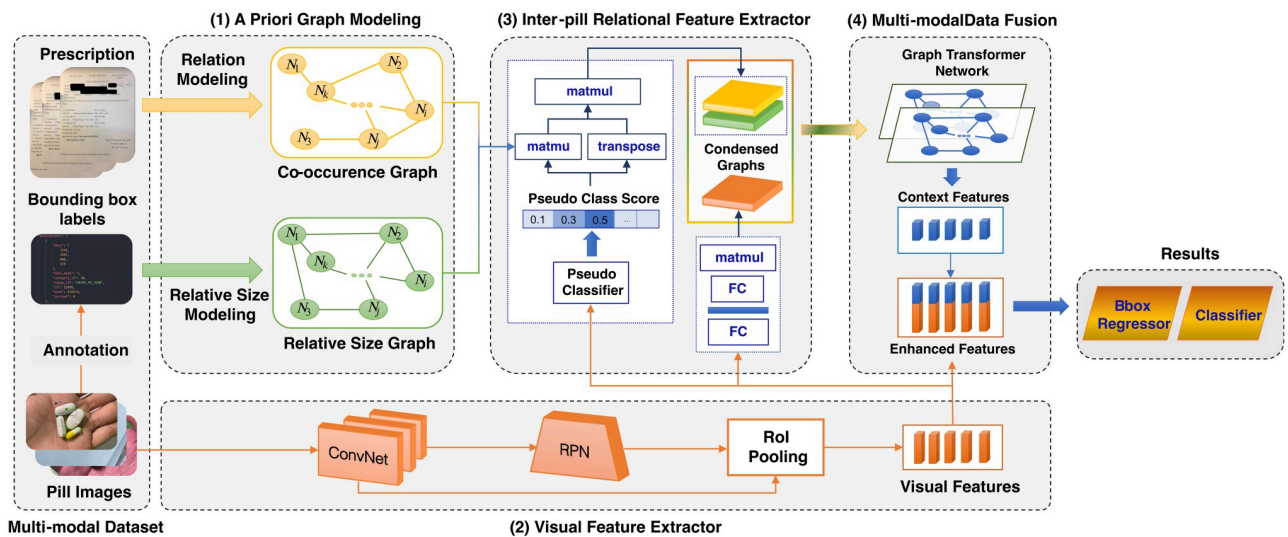 (1) A Priori Graph Modeling
(3) Inter-pill Relational Feature Extractor
(4) Multi-modalData Fusion
Prescription
Bounding box
labels
Annotation
Pill Images
Multi-modal Dataset
Relation
Modeling
N1
N2
Nk
...
Ni
N3
Nj
Co-occurence Graph
Relative Size
Modeling
N1
N2
Nk
...
Ni
N3
Nj
Relative Size Graph
matmul
matmu
transpose
Pseudo Class Score
0.1
0.3
0.5
...
Pseudo
Classifier
Condensed
Graphs
matmul
FC
FC
Graph Transformer
Network
...
Context Features
Enhanced Features
Results
Bbox
Regressor
Classifier
ConvNet
RPN
RoI
Pooling
Visual Features
(2) Visual Feature Extractor